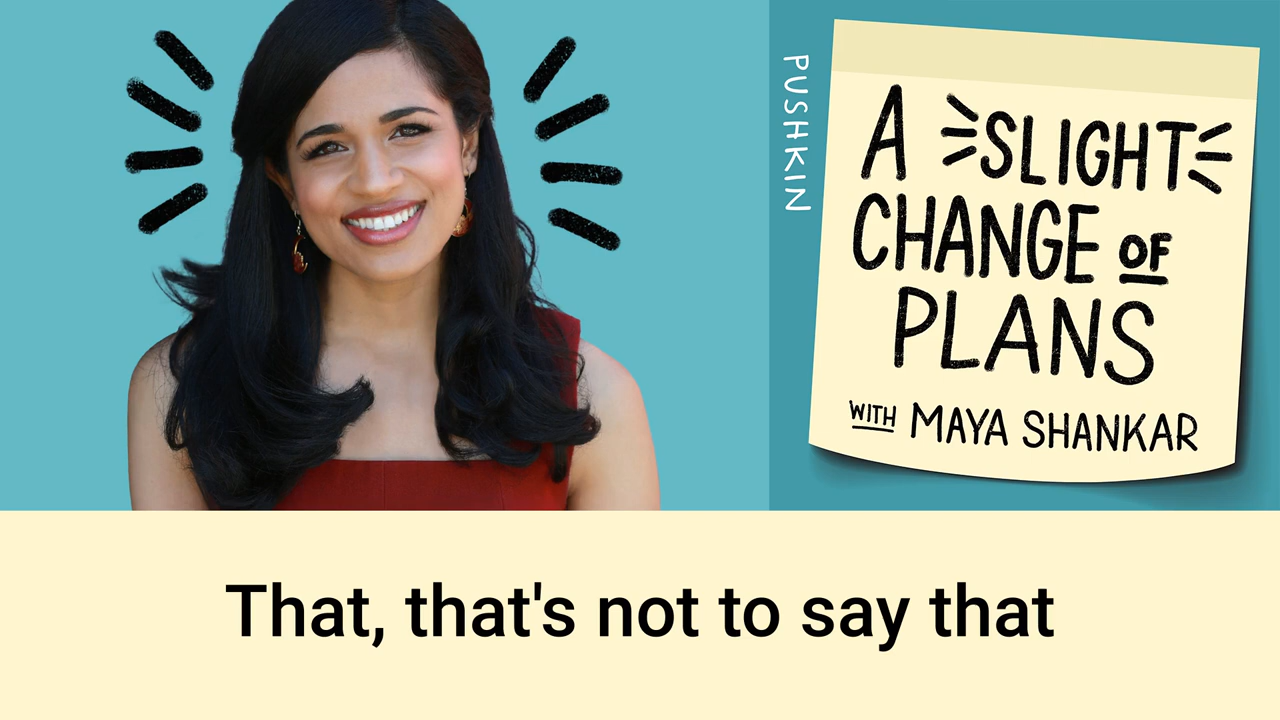 PUSHKIN
A SLIGHT
CHANGE OF
PLANS
WITH MAYA SHANKAR
That, that's not to say that